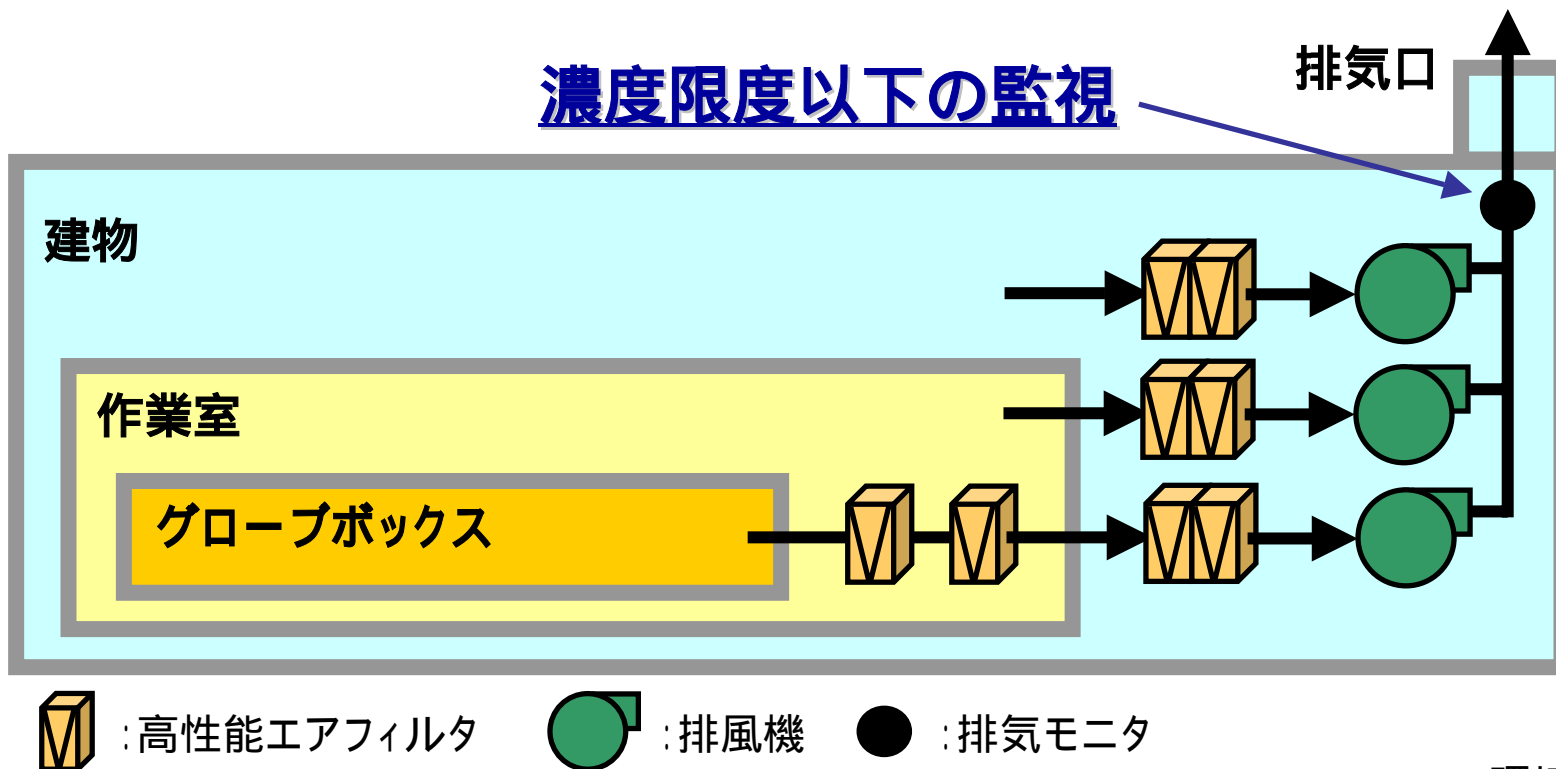 排気口
濃度限度以下の監視
建物
作業室
グローブボックス
:高性能エアフィルタ :排風機 :排気モニタ